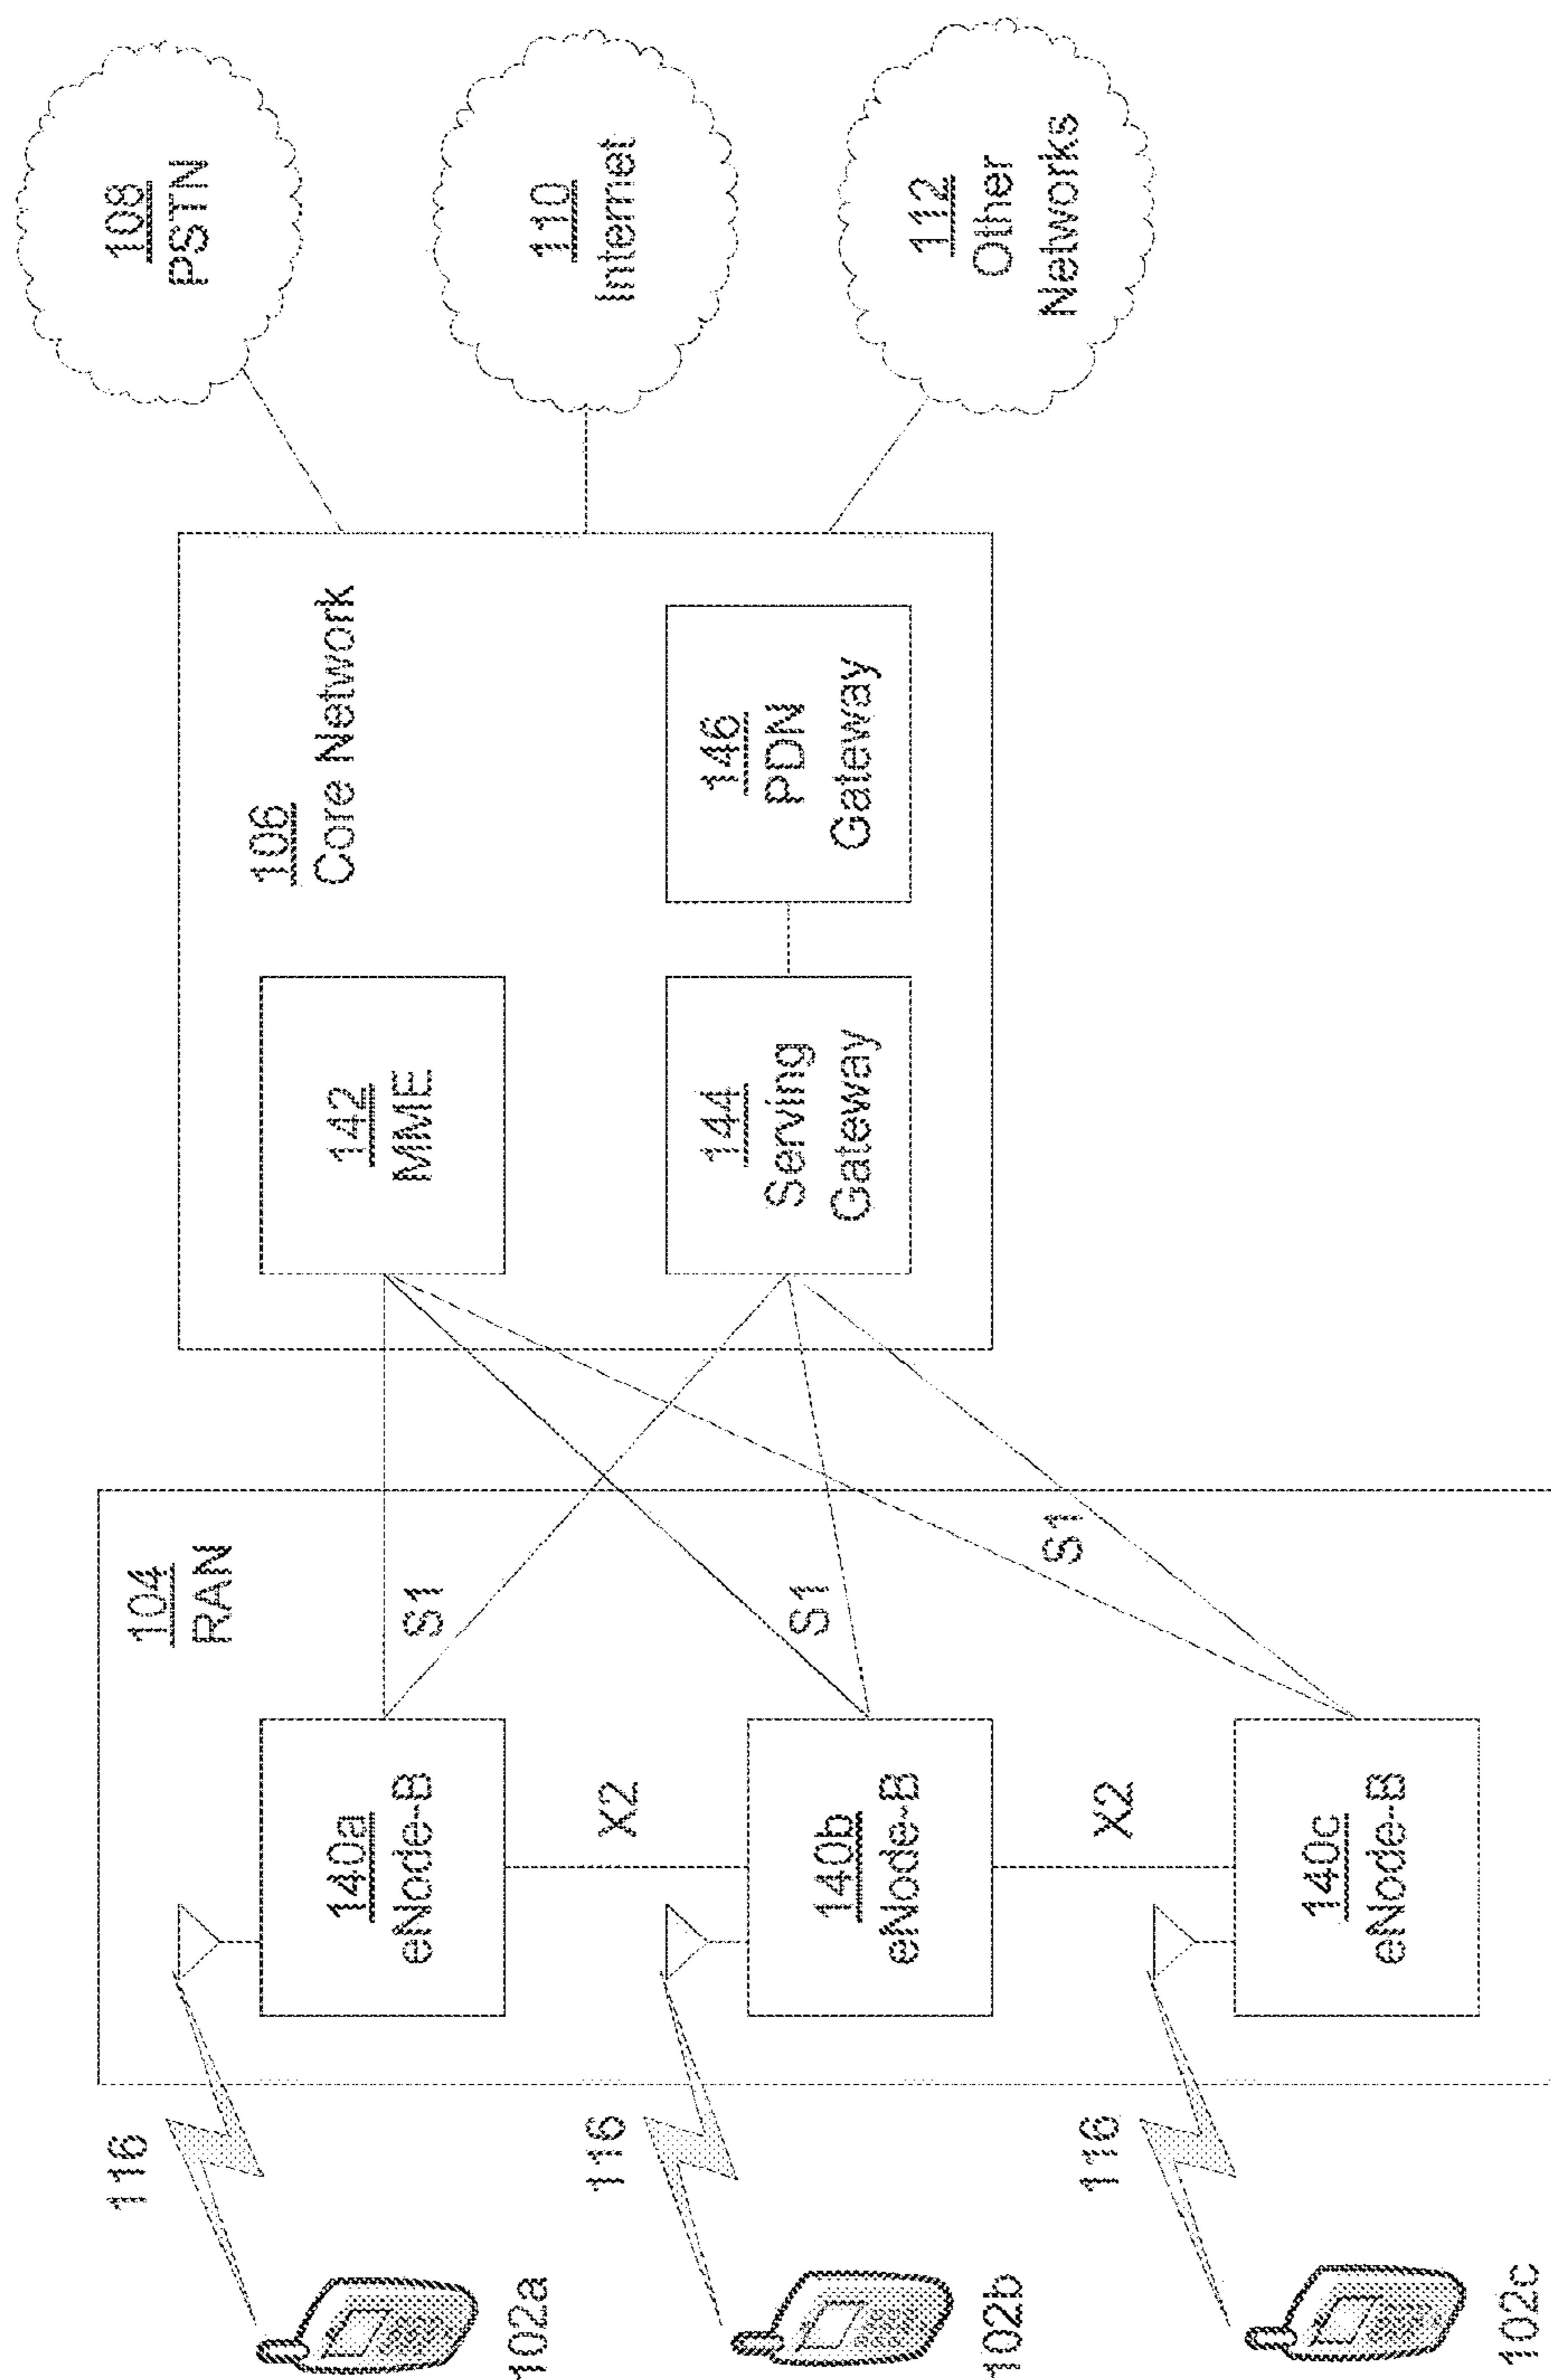 102a
102b
102c
116
116
116
104
RAN
140a
eNode-B
X2
140b
eNode-B
X2
140c
eNode-B
S1
S1
S1
106
Core Network
142
MME
144
Serving
Gateway
146
PDN
Gateway
108
PSTN
110
Internet
112
Other
Networks